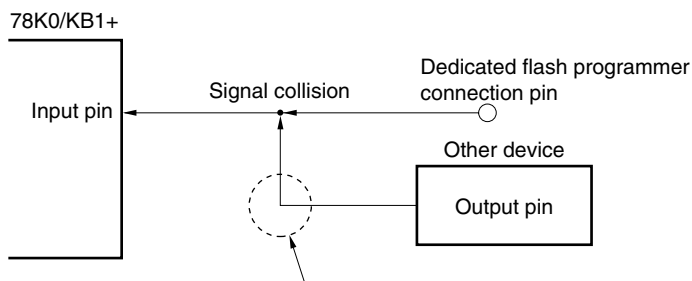 78K0/KB1+
Dedicated flash programmer
connection pin
Signal collision
Input pin
Other device
Output pin